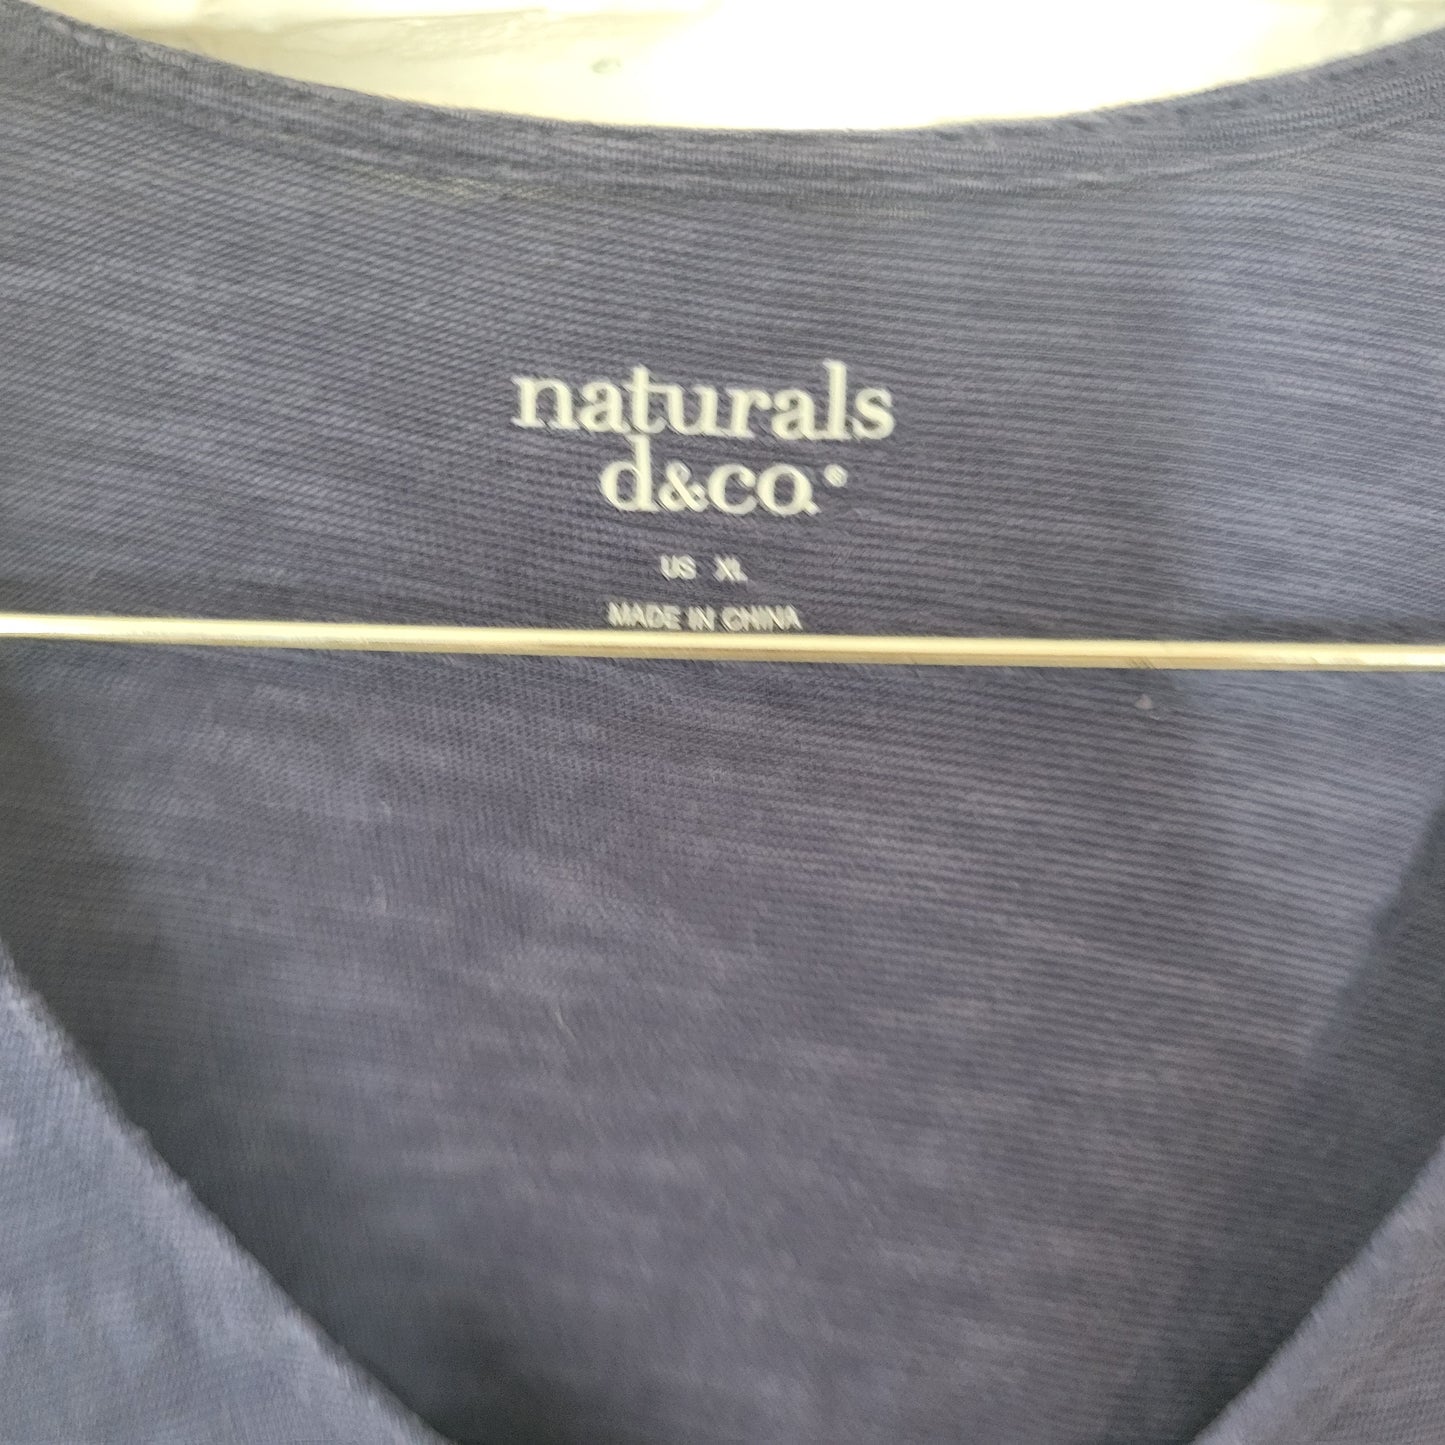 naturals
d&co.®
US XL
MADE IN CHINA